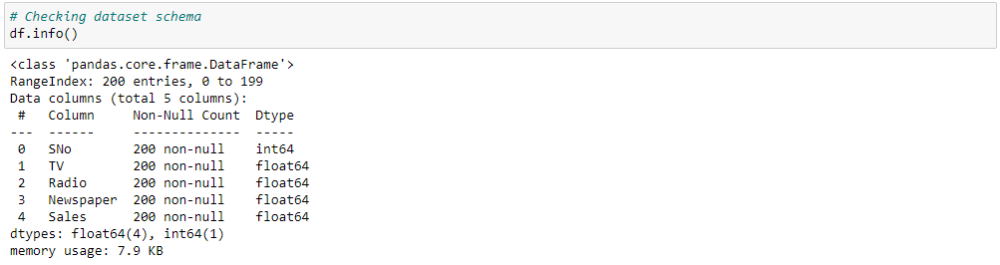 # Checking dataset schema
df.info()
<class 'pandas.core.frame.DataFrame'>
RangeIndex: 200 entries, 0 to 199
Data columns (total 5 columns):
 #   Column     Non-Null Count  Dtype
---  ------     --------------  -----
 0   SNo        200 non-null    int64
 1   TV         200 non-null    float64
 2   Radio      200 non-null    float64
 3   Newspaper  200 non-null    float64
 4   Sales      200 non-null    float64
dtypes: float64(4), int64(1)
memory usage: 7.9 KB